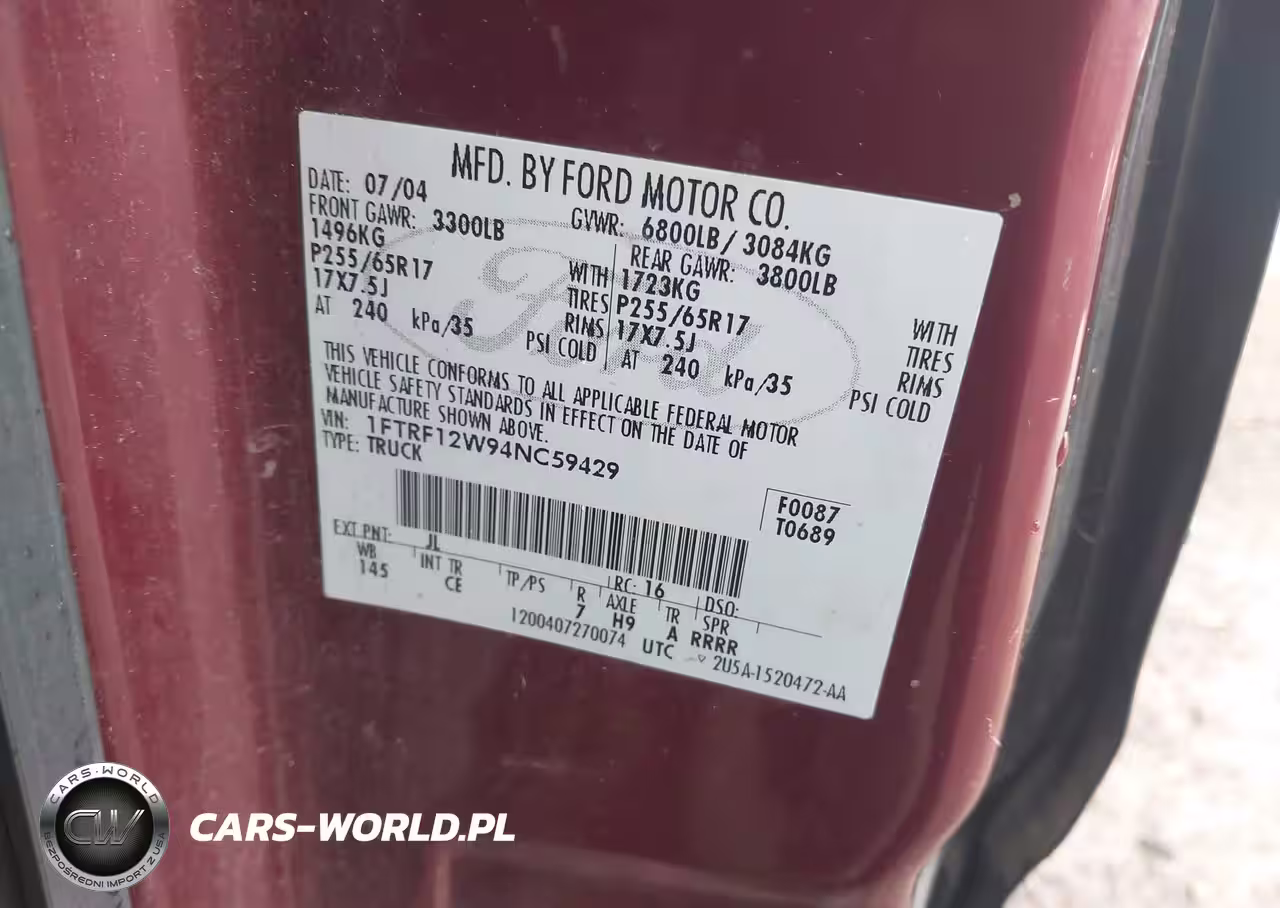 MFD. BY FORD MOTOR CO.
DATE: 07/04 GVWR: 6800LB/ 3084KG
FRONT GAWR: 3300LB REAR GAWR: 3800LB
1496KG WITH 1723KG WITH
P255/65R17 TIRES P255/65R17 TIRES
17X7.5J RIMS 17X7.5J RIMS
AT 240 kPa/35 PSI COLD AT 240 kPa/35 PSI COLD
Ford
THIS VEHICLE CONFORMS TO ALL APPLICABLE FEDERAL MOTOR
VEHICLE SAFETY STANDARDS IN EFFECT ON THE DATE OF
MANUFACTURE SHOWN ABOVE.
VIN: 1FTRF12W94NC59429
TYPE: TRUCK
F0087
T0689
EXT PNT: JL RC: 16 DSO:
WB INT TR TP/PS R AXLE TR SPR
145 CE 7 H9 A RRRR
1200407270074 UTC 2U5A-1520472-AA
CARS-WORLD
CW
BEZPOŚREDNI IMPORT Z USA
CARS-WORLD.PL